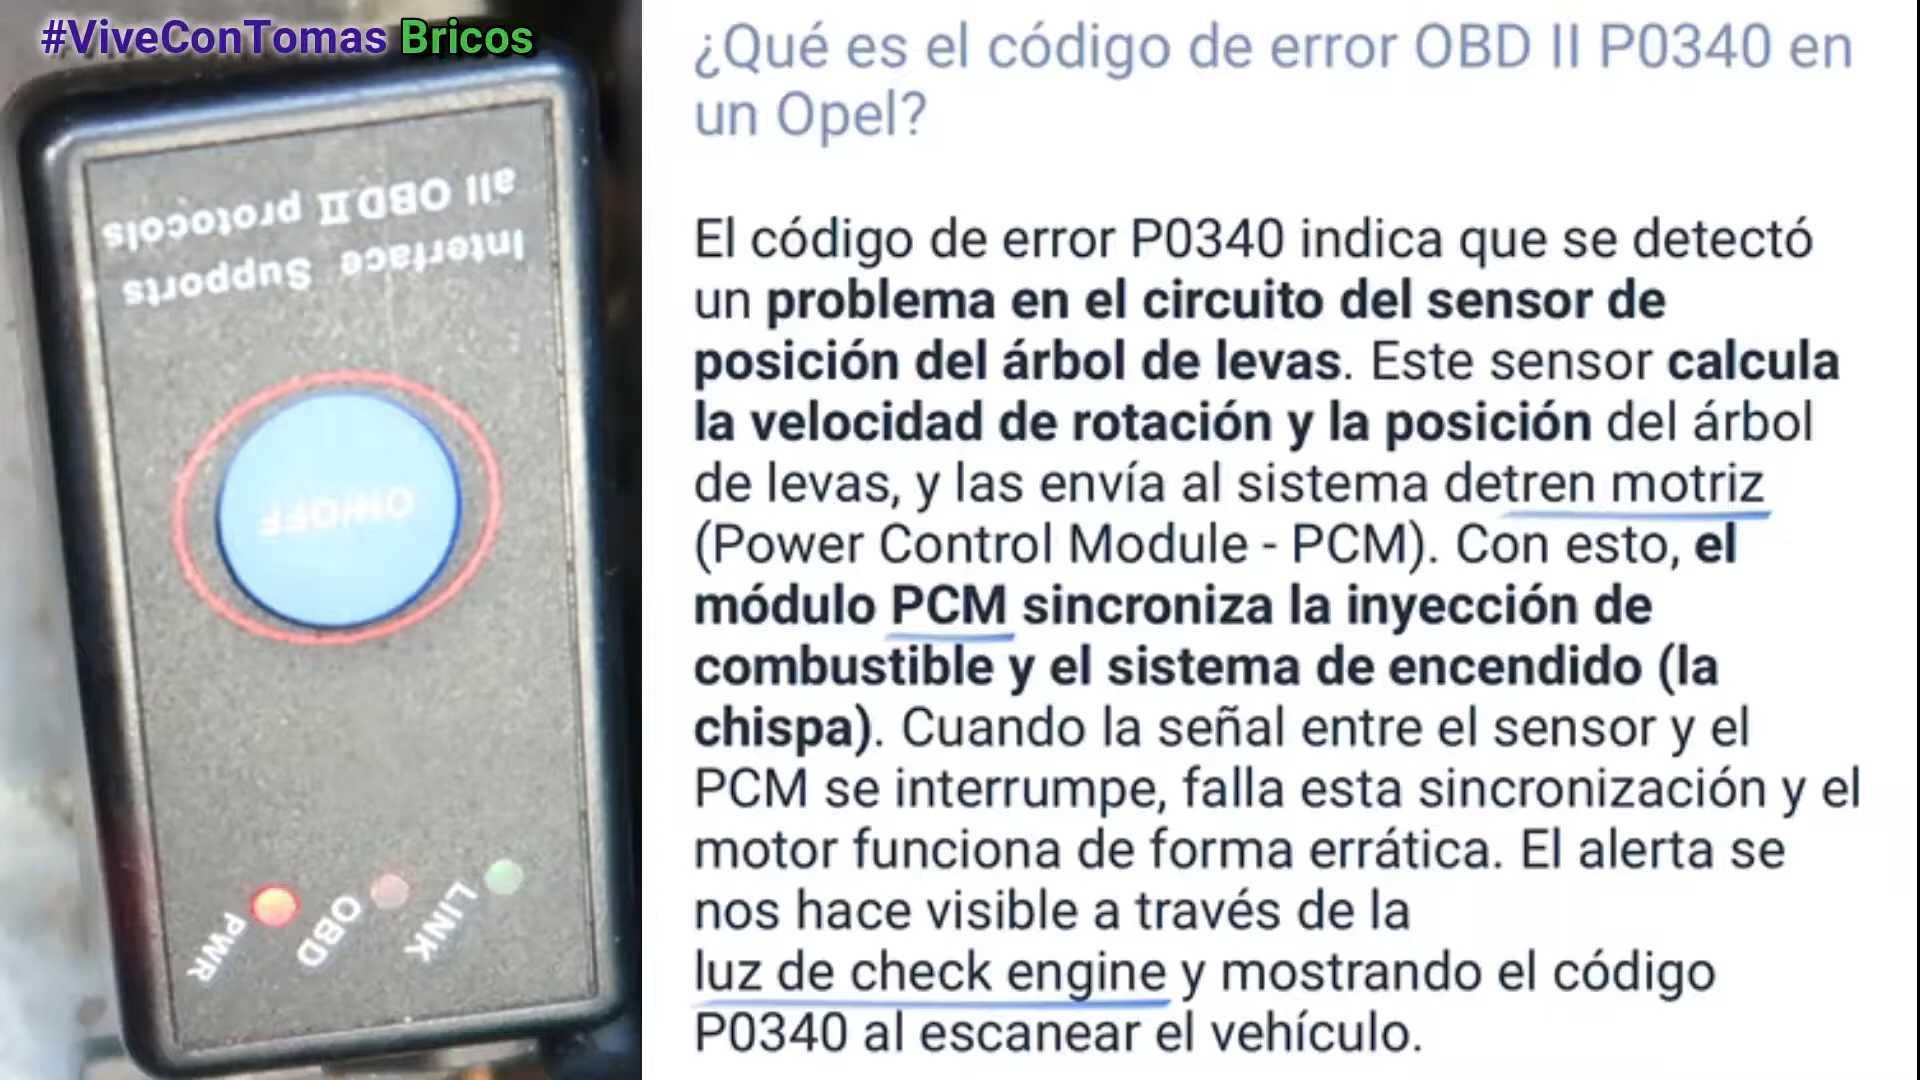 #ViveConTomas Bricos
all OBD II protocols
Interface Supports
ON/OFF
PWR
OBD
LINK
¿Qué es el código de error OBD II P0340 en
un Opel?
El código de error P0340 indica que se detectó
un problema en el circuito del sensor de
posición del árbol de levas. Este sensor calcula
la velocidad de rotación y la posición del árbol
de levas, y las envía al sistema detren motriz
(Power Control Module - PCM). Con esto, el
módulo PCM sincroniza la inyección de
combustible y el sistema de encendido (la
chispa). Cuando la señal entre el sensor y el
PCM se interrumpe, falla esta sincronización y el
motor funciona de forma errática. El alerta se
nos hace visible a través de la
luz de check engine y mostrando el código
P0340 al escanear el vehículo.